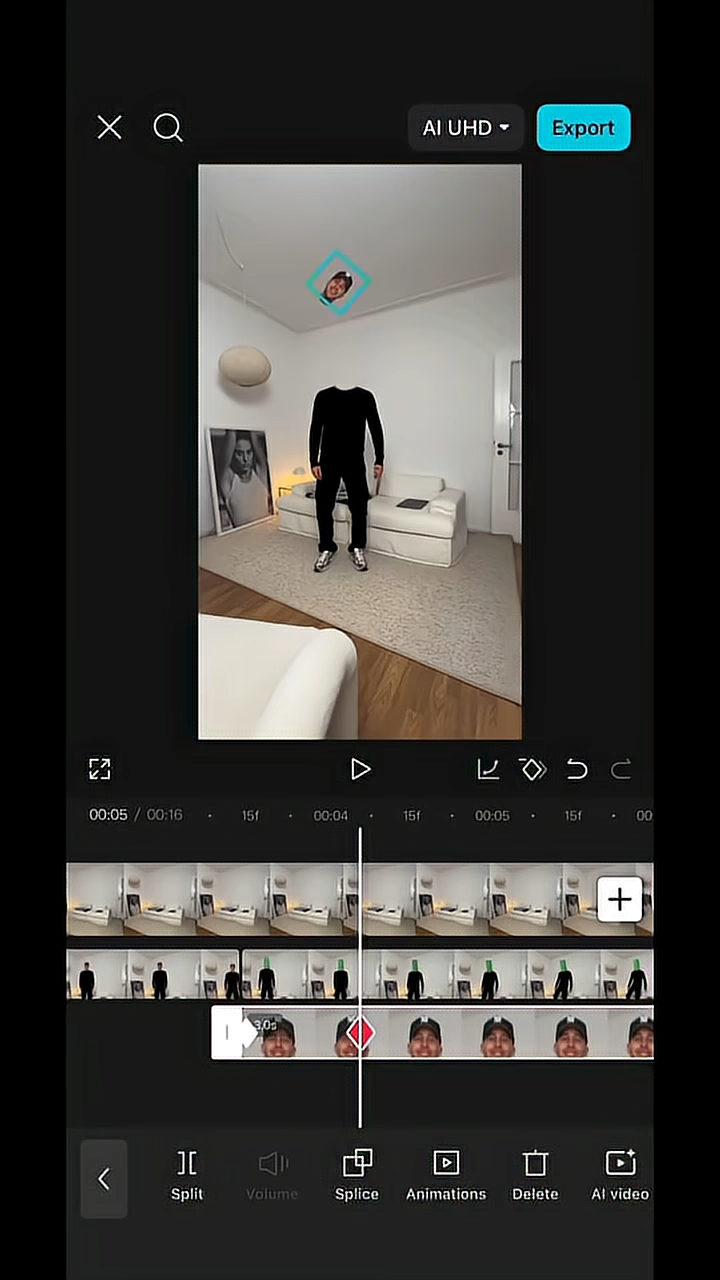 AI UHD
Export
00:05 / 00:16
15f
00:04
15f
00:05
15f
00
3.0s
Split
Volume
Splice
Animations
Delete
AI video